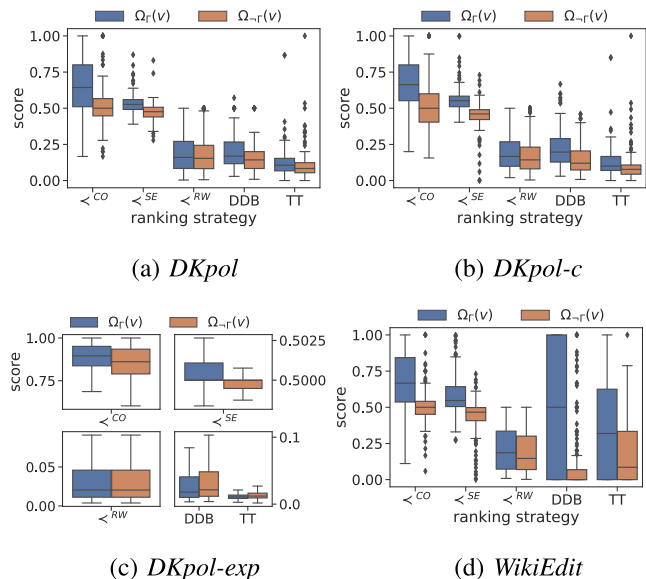 Ω_Γ(v) Ω_¬Γ(v)
score
1.00
0.75
0.50
0.25
0.00
≺^CO ≺^SE ≺^RW DDB TT
ranking strategy
(a) DKpol
Ω_Γ(v) Ω_¬Γ(v)
score
1.00
0.75
0.50
0.25
0.00
≺^CO ≺^SE ≺^RW DDB TT
ranking strategy
(b) DKpol-c
Ω_Γ(v) Ω_¬Γ(v)
score
1.00
0.75
≺^CO
0.5025
0.5000
≺^SE
0.05
0.00
≺^RW
0.1
0.0
DDB TT
(c) DKpol-exp
Ω_Γ(v) Ω_¬Γ(v)
score
1.00
0.75
0.50
0.25
0.00
≺^CO ≺^SE ≺^RW DDB TT
ranking strategy
(d) WikiEdit